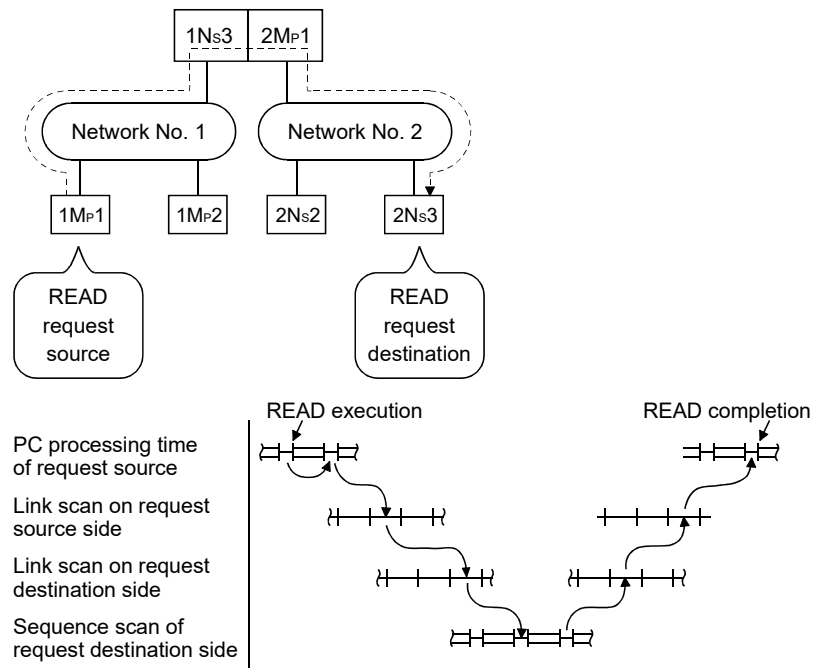 1Ns3 2MP1
Network No. 1 Network No. 2
1MP1 1MP2 2Ns2 2Ns3
READ
request
source
READ
request
destination
READ execution READ completion
PC processing time
of request source
Link scan on request
source side
Link scan on request
destination side
Sequence scan of
request destination side